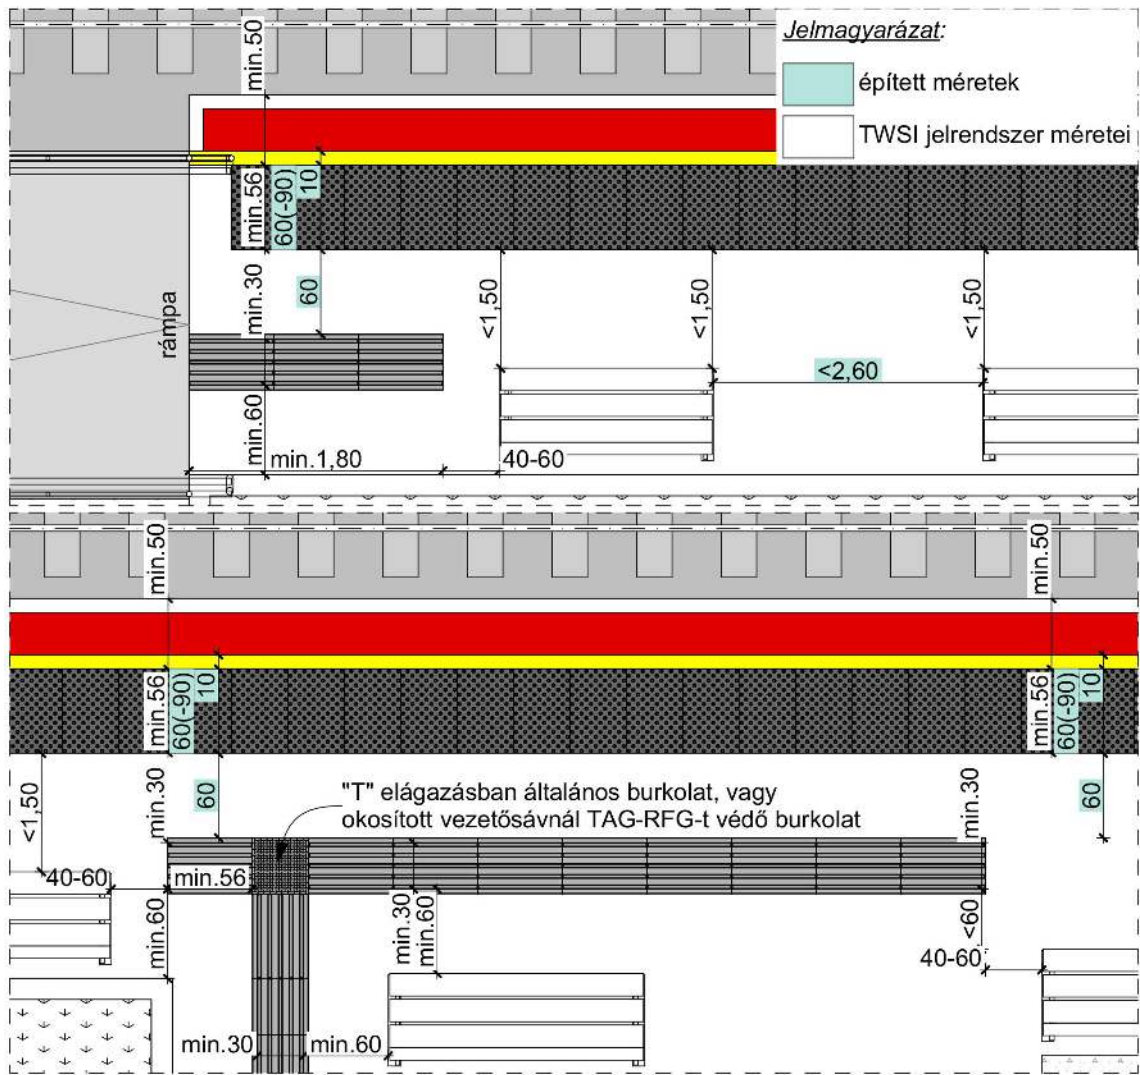 Jelmagyarázat:
épített méretek
TWSI jelrendszer méretei
min.50
min.56
60(-90)
10
min.30
60
<1,50
<1,50
<1,50
rámpa
<2,60
min.60
min.1,80
40-60
min.50
min.50
min.56
60(-90)
10
min.56
60(-90)
10
<1,50
min.30
60
"T" elágazásban általános burkolat, vagy
okosított vezetősávnál TAG-RFG-t védő burkolat
min.30
60
40-60
min.56
min.60
min.30
min.60
<60
40-60
min.30
min.60